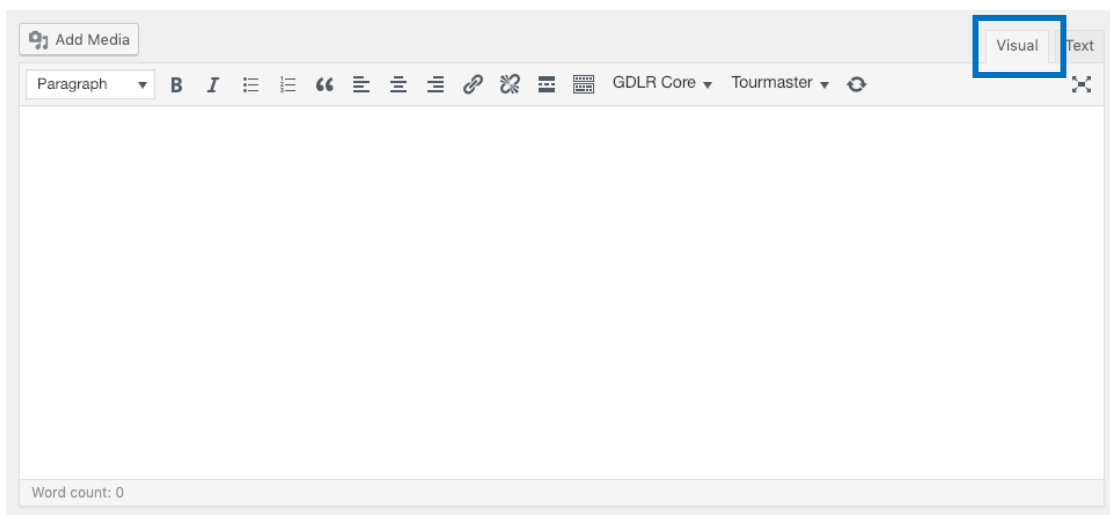 Add Media
Visual
Text
Paragraph B I GDLR Core Tourmaster
Word count: 0